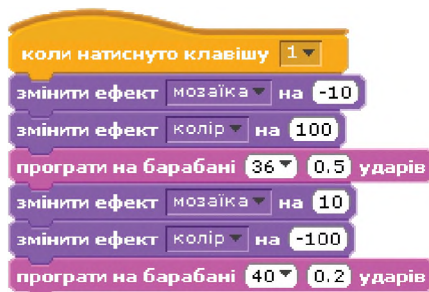 коли натиснуто клавішу 1
змінити ефект мозаїка на -10
змінити ефект колір на 100
програти на барабані 36 0.5 ударів
змінити ефект мозаїка на 10
змінити ефект колір на -100
програти на барабані 40 0.2 ударів